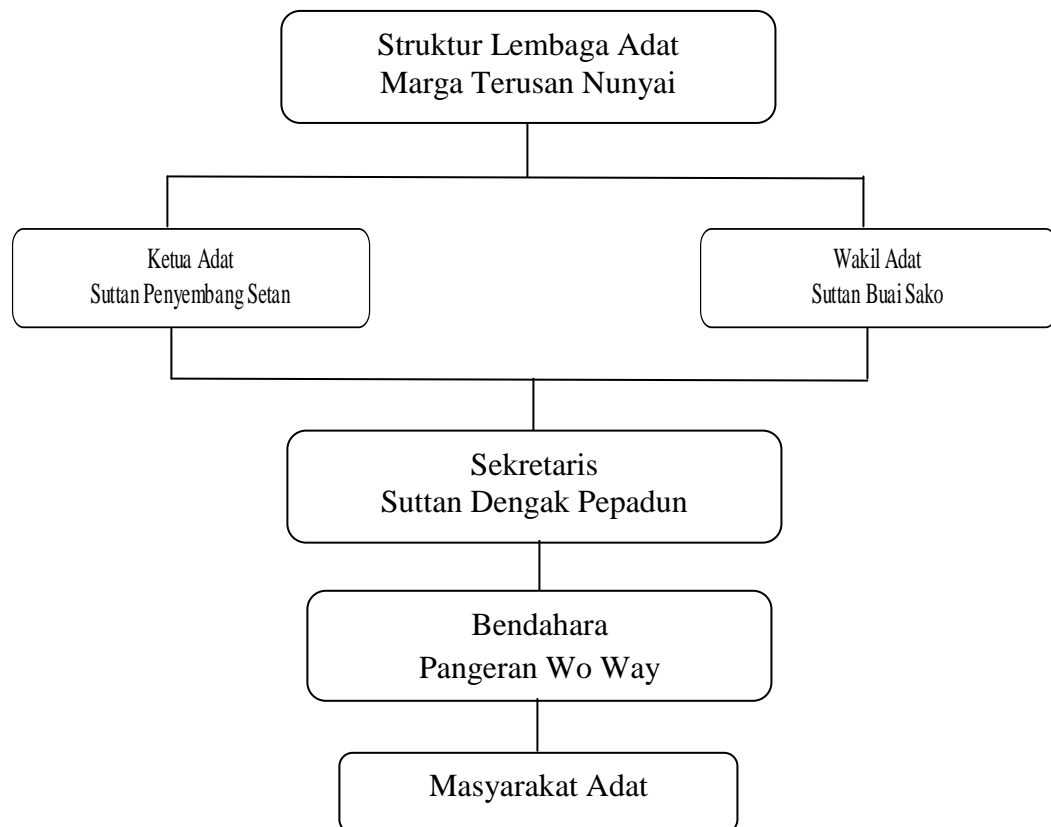 Struktur Lembaga Adat
Marga Terusan Nunyai
Ketua Adat
Suttan Penyembang Setan
Wakil Adat
Suttan Buai Sako
Sekretaris
Suttan Dengak Pepadun
Bendahara
Pangeran Wo Way
Masyarakat Adat